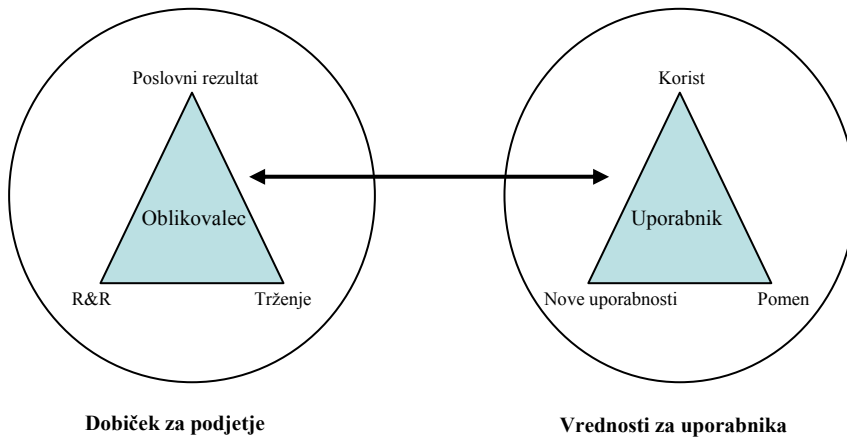 Poslovni rezultat
Oblikovalec
R&R
Trženje
Dobiček za podjetje
Korist
Uporabnik
Nove uporabnosti
Pomen
Vrednosti za uporabnika